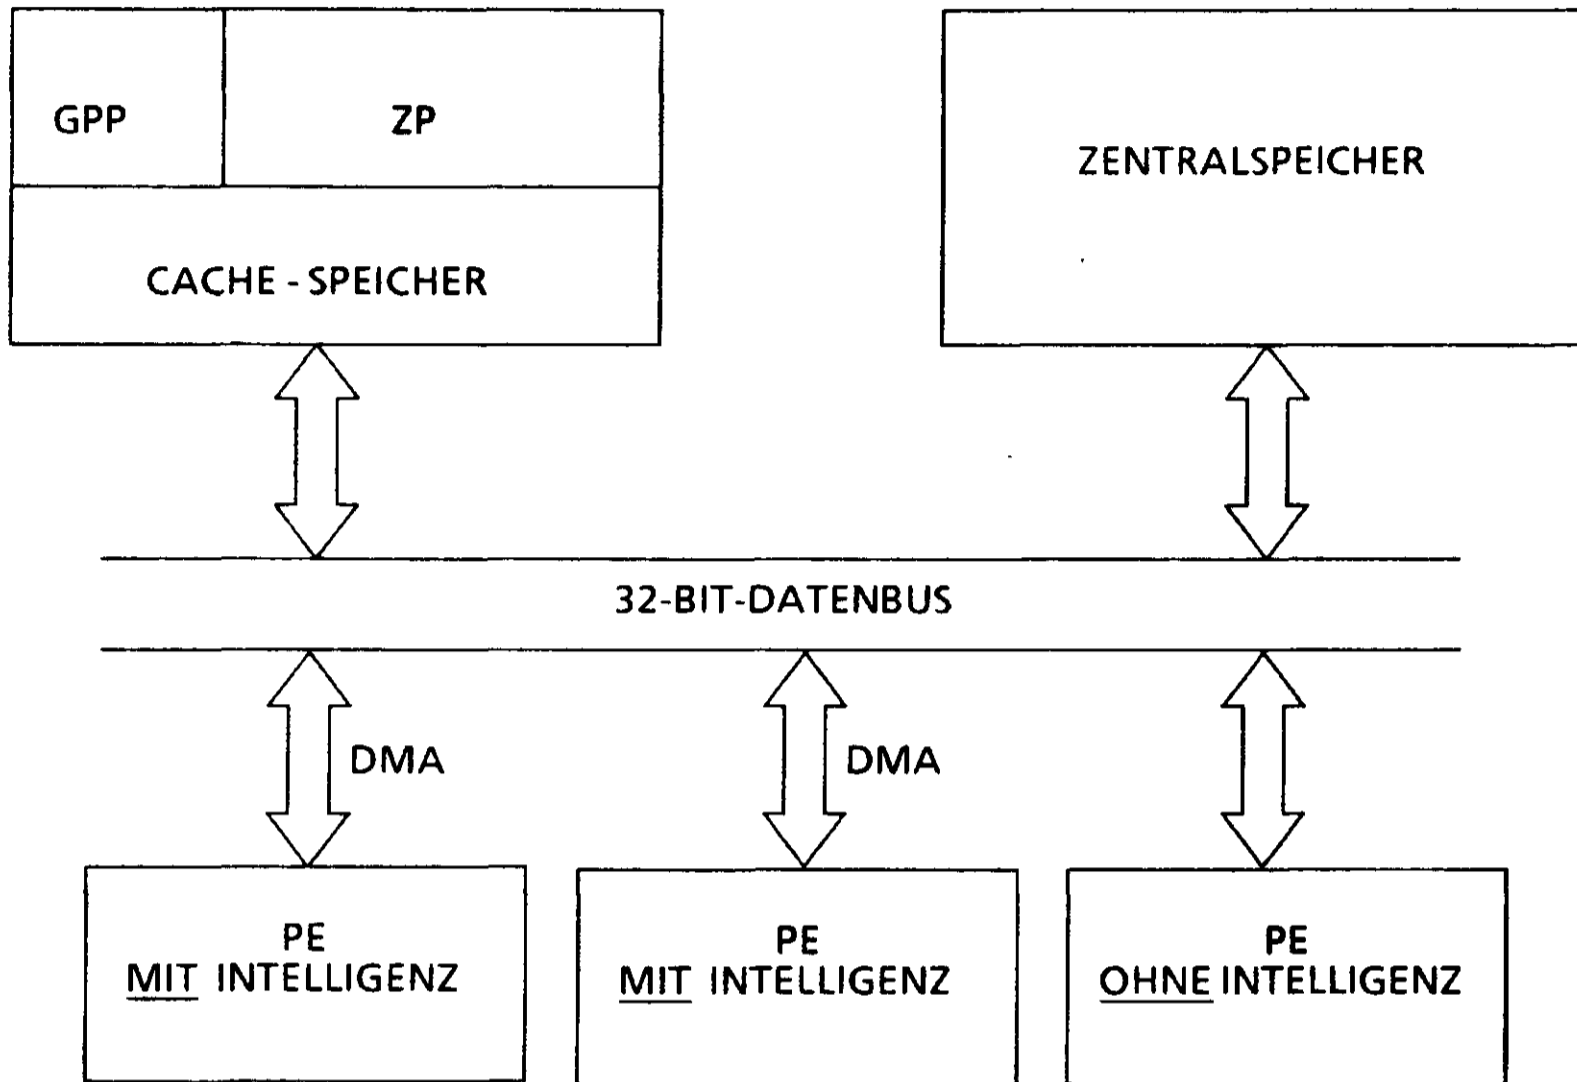 GPP
ZP
ZENTRALSPEICHER
CACHE - SPEICHER
32-BIT-DATENBUS
DMA
DMA
PE
MIT INTELLIGENZ
PE
MIT INTELLIGENZ
PE
OHNE INTELLIGENZ